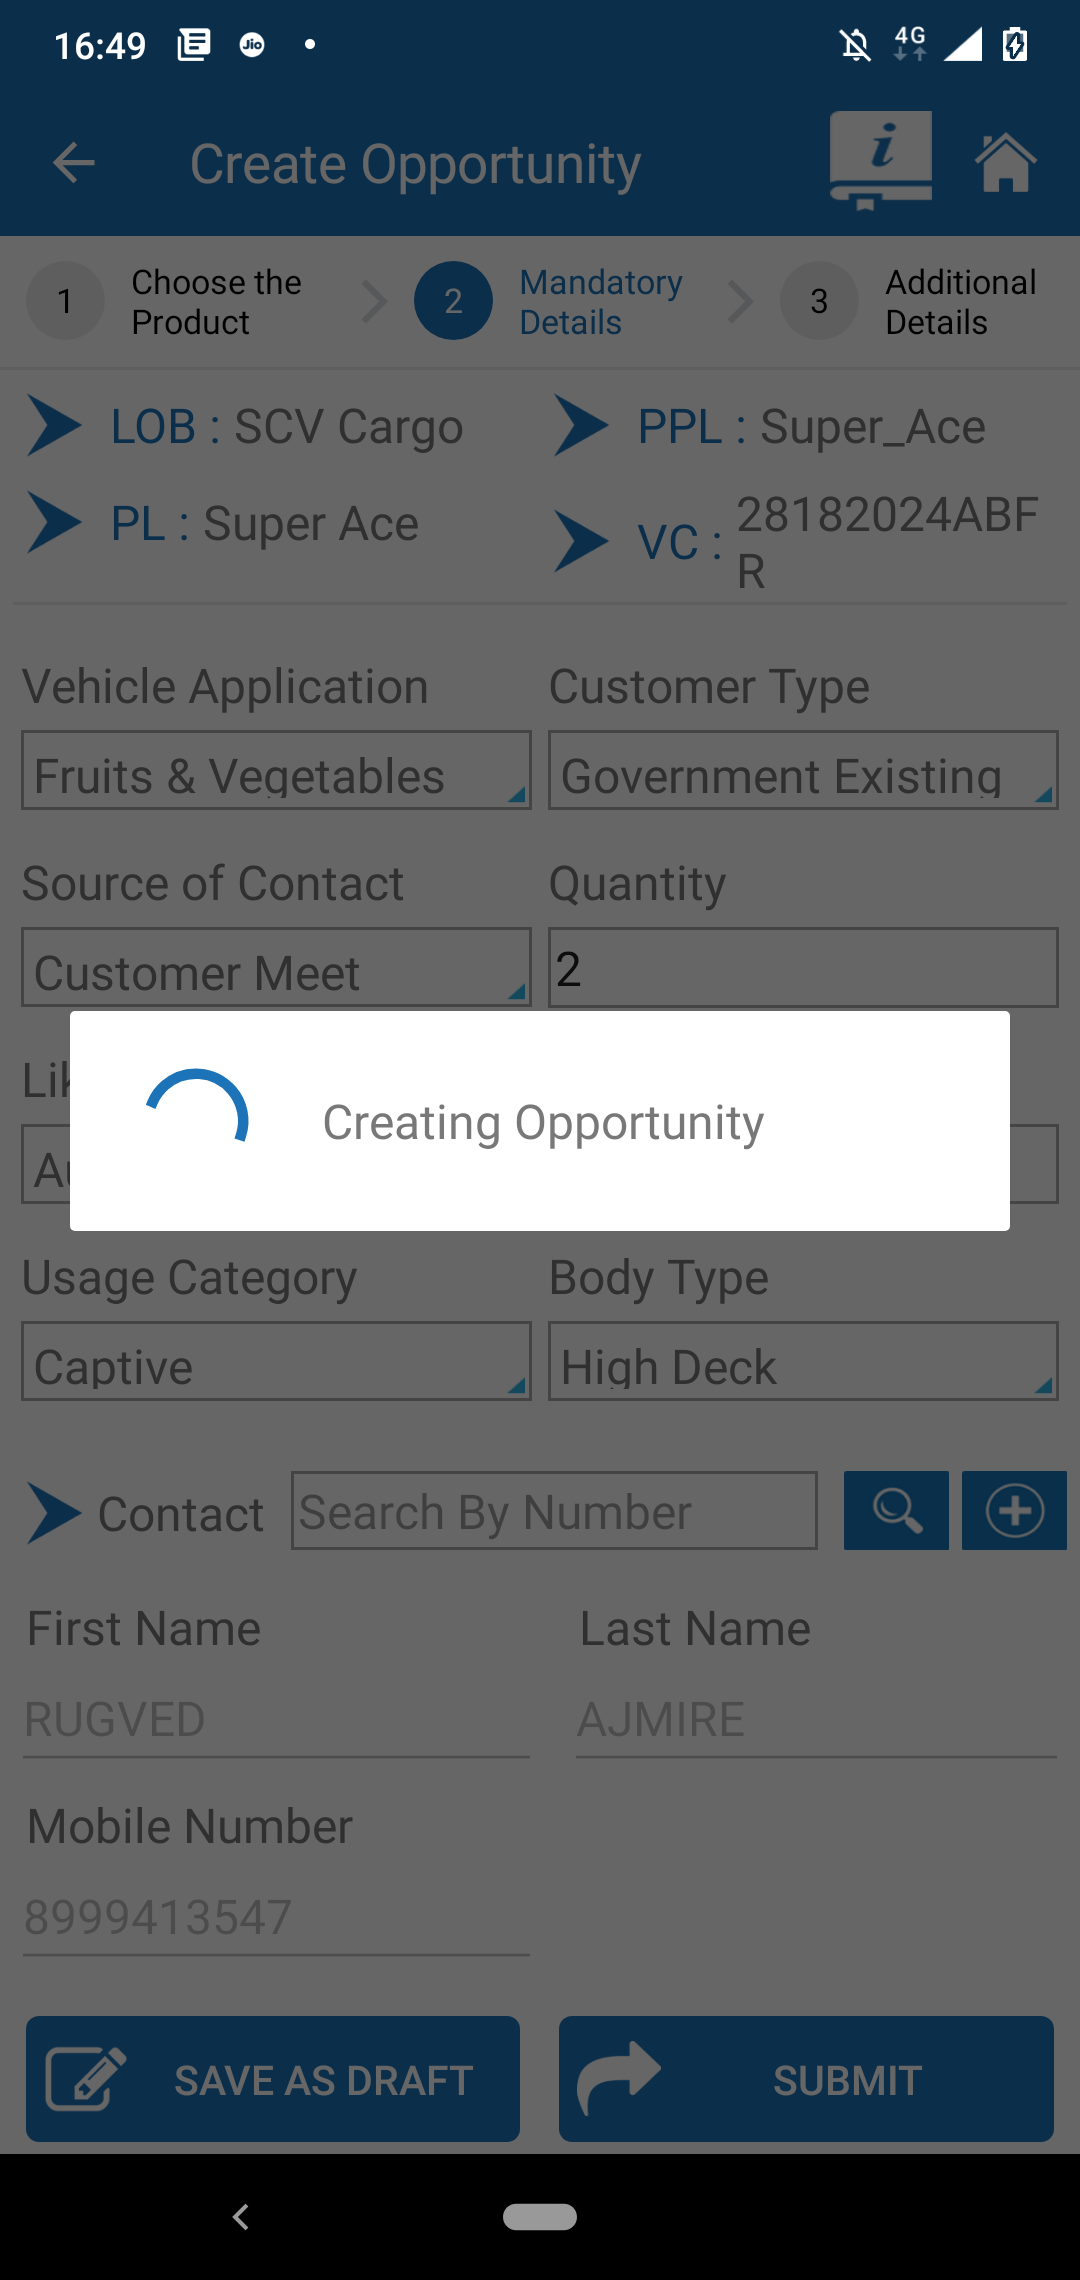 16:49 Jio 4G
Create Opportunity i
1 Choose the Product
2 Mandatory Details
3 Additional Details
LOB : SCV Cargo
PPL : Super_Ace
PL : Super Ace
VC : 28182024ABF
R
Vehicle Application Customer Type
Fruits & Vegetables Government Existing
Source of Contact Quantity
Customer Meet 2
Creating Opportunity
Usage Category Body Type
Captive High Deck
Contact Search By Number
First Name Last Name
RUGVED AJMIRE
Mobile Number
8999413547
SAVE AS DRAFT SUBMIT